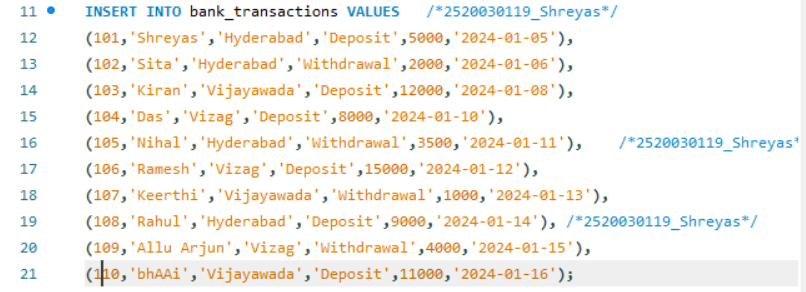 11 INSERT INTO bank_transactions VALUES /*2520030119_Shreyas*/
12 (101,'Shreyas','Hyderabad','Deposit',5000,'2024-01-05'),
13 (102,'Sita','Hyderabad','Withdrawal',2000,'2024-01-06'),
14 (103,'Kiran','Vijayawada','Deposit',12000,'2024-01-08'),
15 (104,'Das','Vizag','Deposit',8000,'2024-01-10'),
16 (105,'Nihal','Hyderabad','Withdrawal',3500,'2024-01-11'), /*2520030119_Shreyas*
17 (106,'Ramesh','Vizag','Deposit',15000,'2024-01-12'),
18 (107,'Keerthi','Vijayawada','Withdrawal',1000,'2024-01-13'),
19 (108,'Rahul','Hyderabad','Deposit',9000,'2024-01-14'), /*2520030119_Shreyas*/
20 (109,'Allu Arjun','Vizag','Withdrawal',4000,'2024-01-15'),
21 (110,'bhAAi','Vijayawada','Deposit',11000,'2024-01-16');